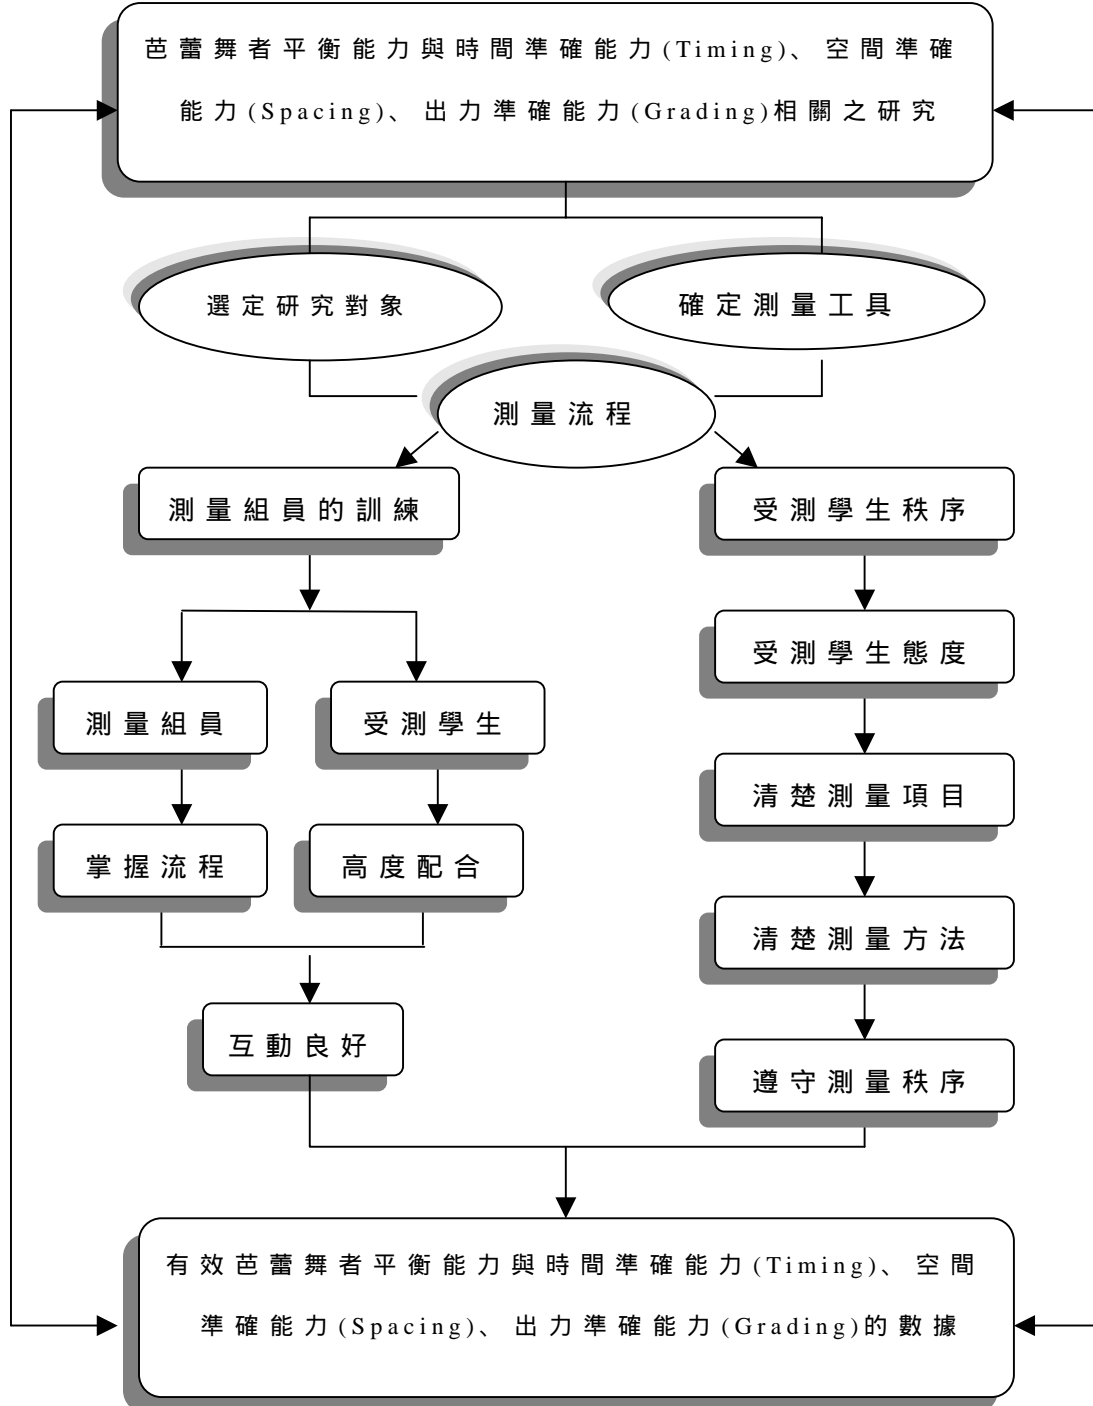 芭蕾舞者平衡能力與時間準確能力(Timing)、空間準確
能力(Spacing)、出力準確能力(Grading)相關之研究
選定研究對象
確定測量工具
測量流程
測量組員的訓練
受測學生秩序
受測學生態度
測量組員
受測學生
清楚測量項目
掌握流程
高度配合
清楚測量方法
互動良好
遵守測量秩序
有效芭蕾舞者平衡能力與時間準確能力(Timing)、空間
準確能力(Spacing)、出力準確能力(Grading)的數據